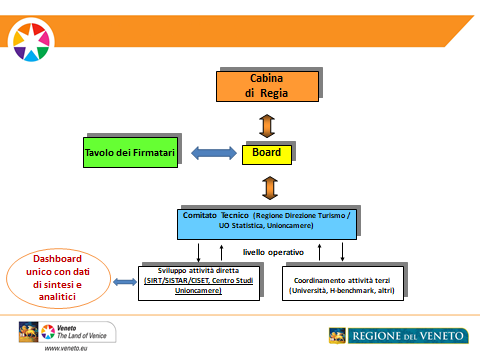 Cabina
di Regia
Tavolo dei Firmatari
Board
Comitato Tecnico (Regione Direzione Turismo /
UO Statistica, Unioncamere)
livello operativo
Dashboard
unico con dati
di sintesi e
analitici
Sviluppo attività diretta
(SIRT/SISTAR/CISET, Centro Studi
Unioncamere)
Coordinamento attività terzi
(Università, H-benchmark, altri)
Veneto
The Land of Venice
www.veneto.eu
REGIONE DEL VENETO